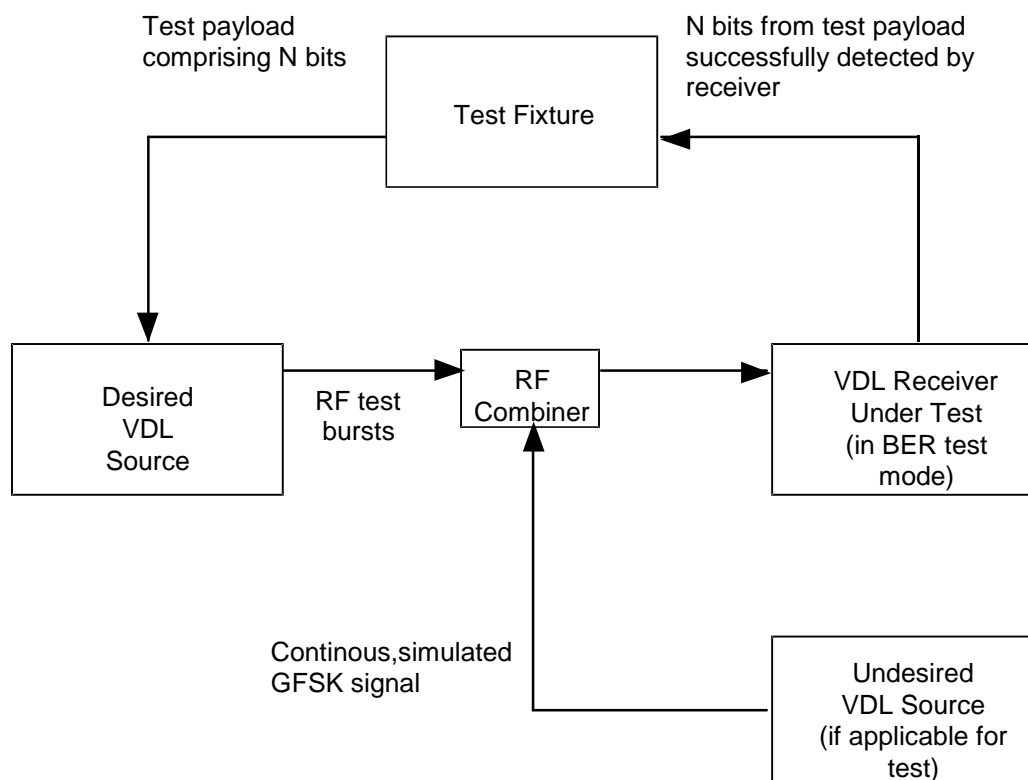 Test payload
comprising N bits
N bits from test payload
successfully detected by
receiver
Test Fixture
Desired
VDL
Source
RF test
bursts
RF
Combiner
VDL Receiver
Under Test
(in BER test
mode)
Continous,simulated
GFSK signal
Undesired
VDL Source
(if applicable for
test)